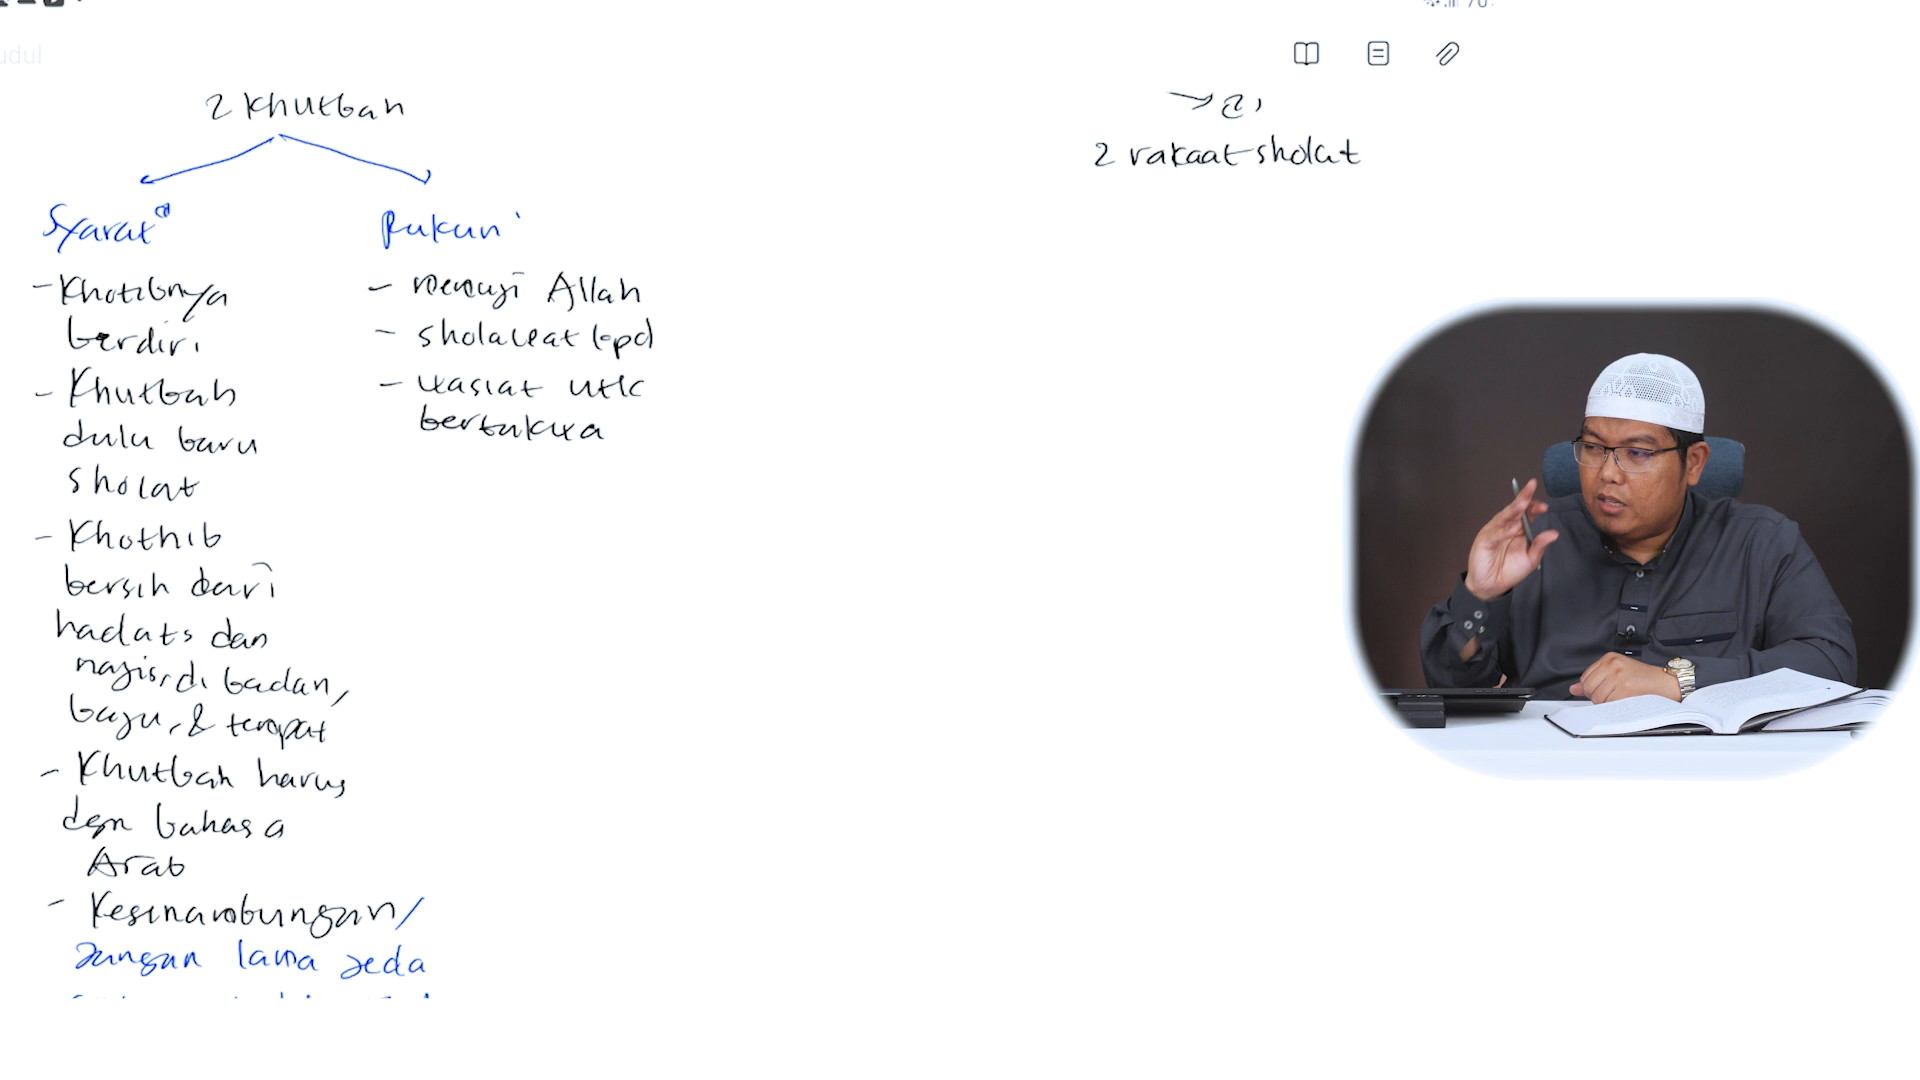 udul
2 Khutbah
Syarat
- Khotibnya
berdiri
- Khutbah
dulu baru
sholat
- Khothib
bersih dari
hadats dan
najis, di badan,
baju, & tempat
- Khutbah harus
dgn bahasa
Arab
- Kesinambungan/
Jangan lama jeda
Rukun
- memuji Allah
- sholawat kpd
- wasiat utk
bertakwa
2 rakaat sholat